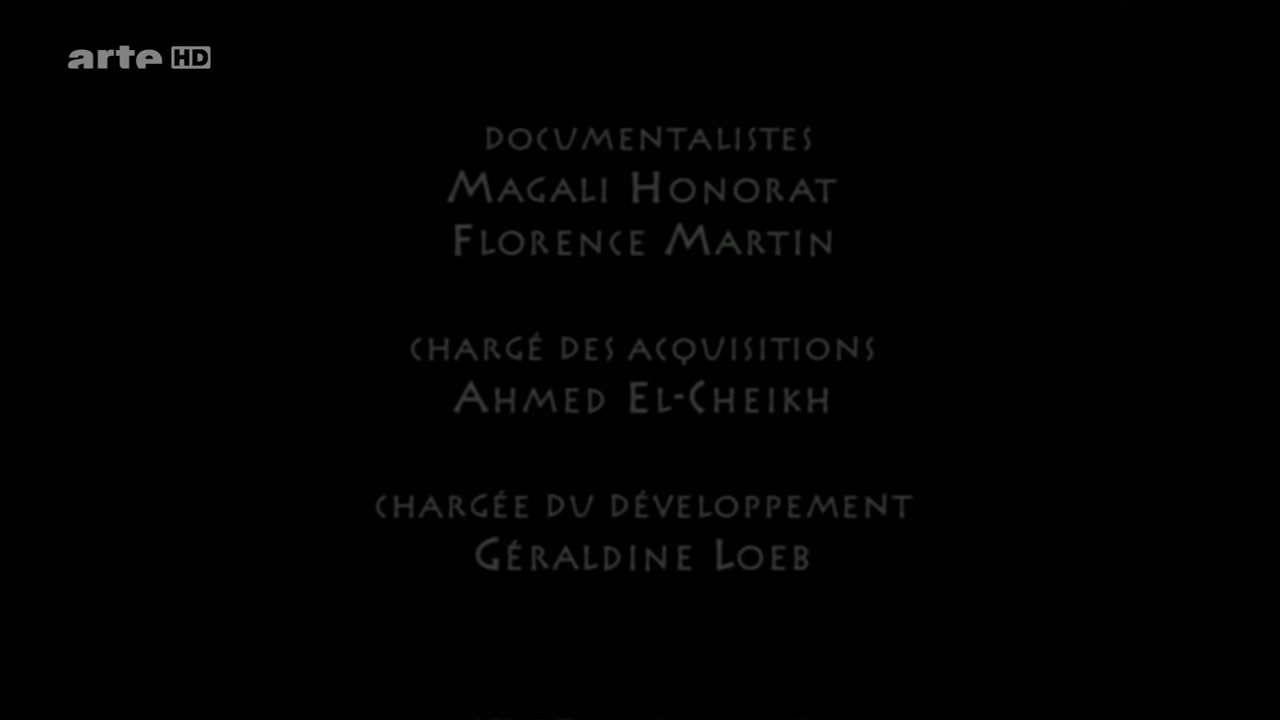 arte HD
DOCUMENTALISTES
MAGALI HONORAT
FLORENCE MARTIN
CHARGÉ DES ACQUISITIONS
AHMED EL-CHEIKH
CHARGÉE DU DÉVELOPPEMENT
GÉRALDINE LOEB